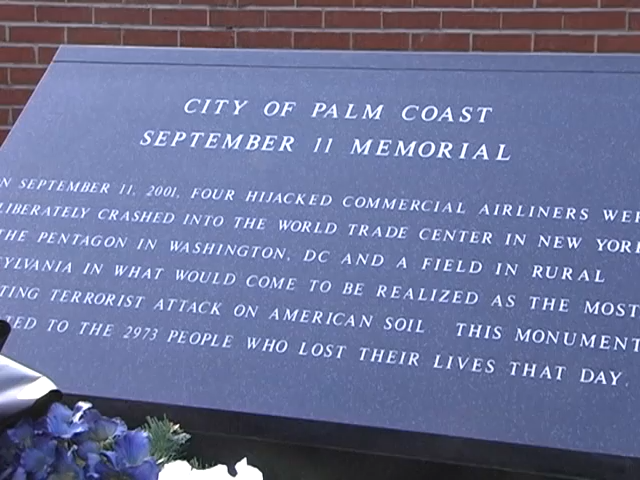 CITY OF PALM COAST
SEPTEMBER 11 MEMORIAL
N SEPTEMBER 11, 2001, FOUR HIJACKED COMMERCIAL AIRLINERS WER
LIBERATELY CRASHED INTO THE WORLD TRADE CENTER IN NEW YORK
THE PENTAGON IN WASHINGTON, DC AND A FIELD IN RURAL
SYLVANIA IN WHAT WOULD COME TO BE REALIZED AS THE MOST
TING TERRORIST ATTACK ON AMERICAN SOIL THIS MONUMENT
ED TO THE 2973 PEOPLE WHO LOST THEIR LIVES THAT DAY.